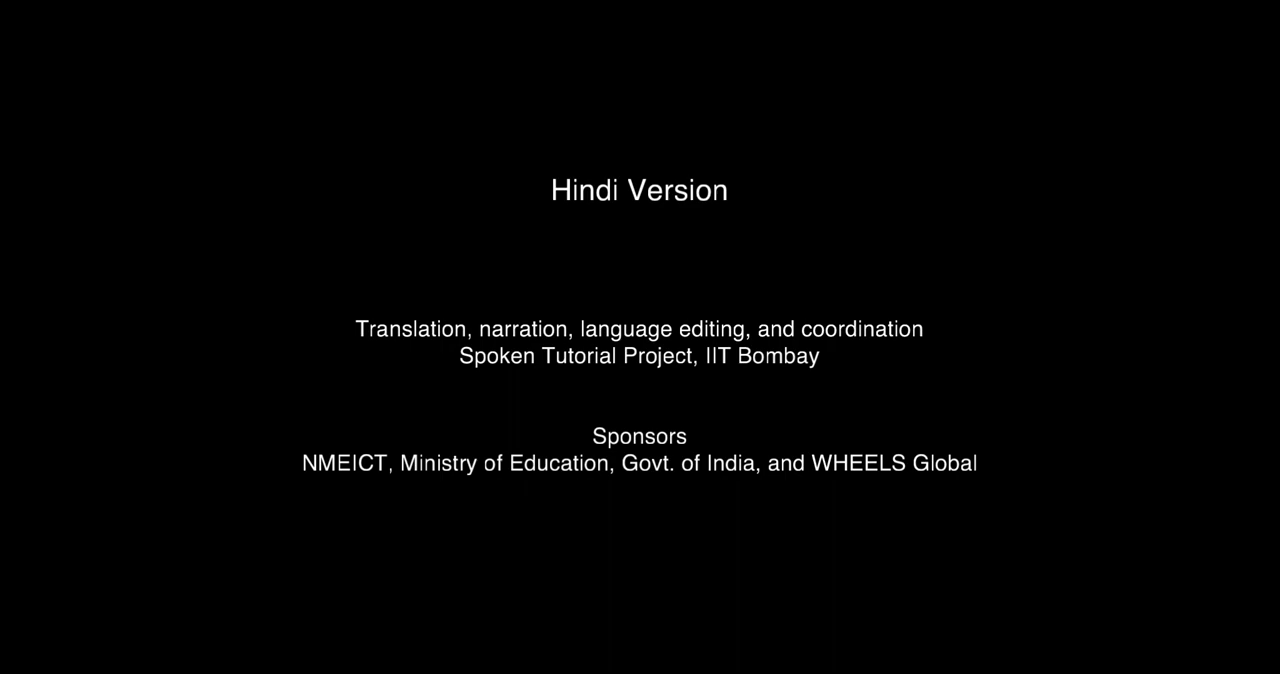 Hindi Version
Translation, narration, language editing, and coordination
Spoken Tutorial Project, IIT Bombay
Sponsors
NMEICT, Ministry of Education, Govt. of India, and WHEELS Global